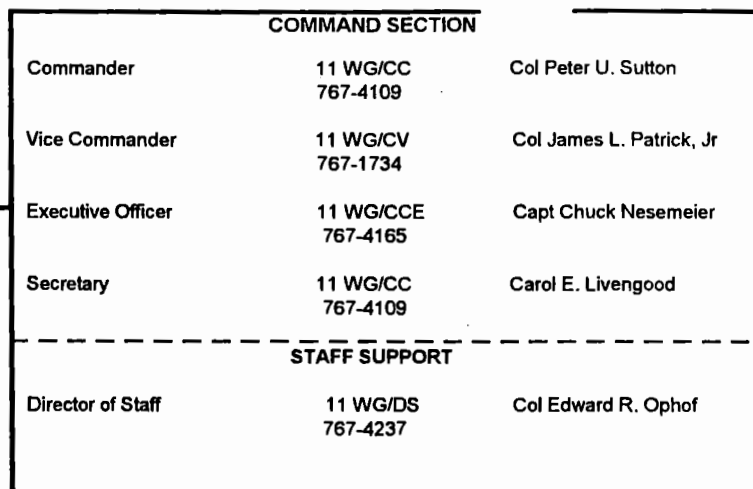 COMMAND SECTION
Commander 11 WG/CC Col Peter U. Sutton
767-4109
Vice Commander 11 WG/CV Col James L. Patrick, Jr
767-1734
Executive Officer 11 WG/CCE Capt Chuck Nesemeier
767-4165
Secretary 11 WG/CC Carol E. Livengood
767-4109
STAFF SUPPORT
Director of Staff 11 WG/DS Col Edward R. Ophof
767-4237